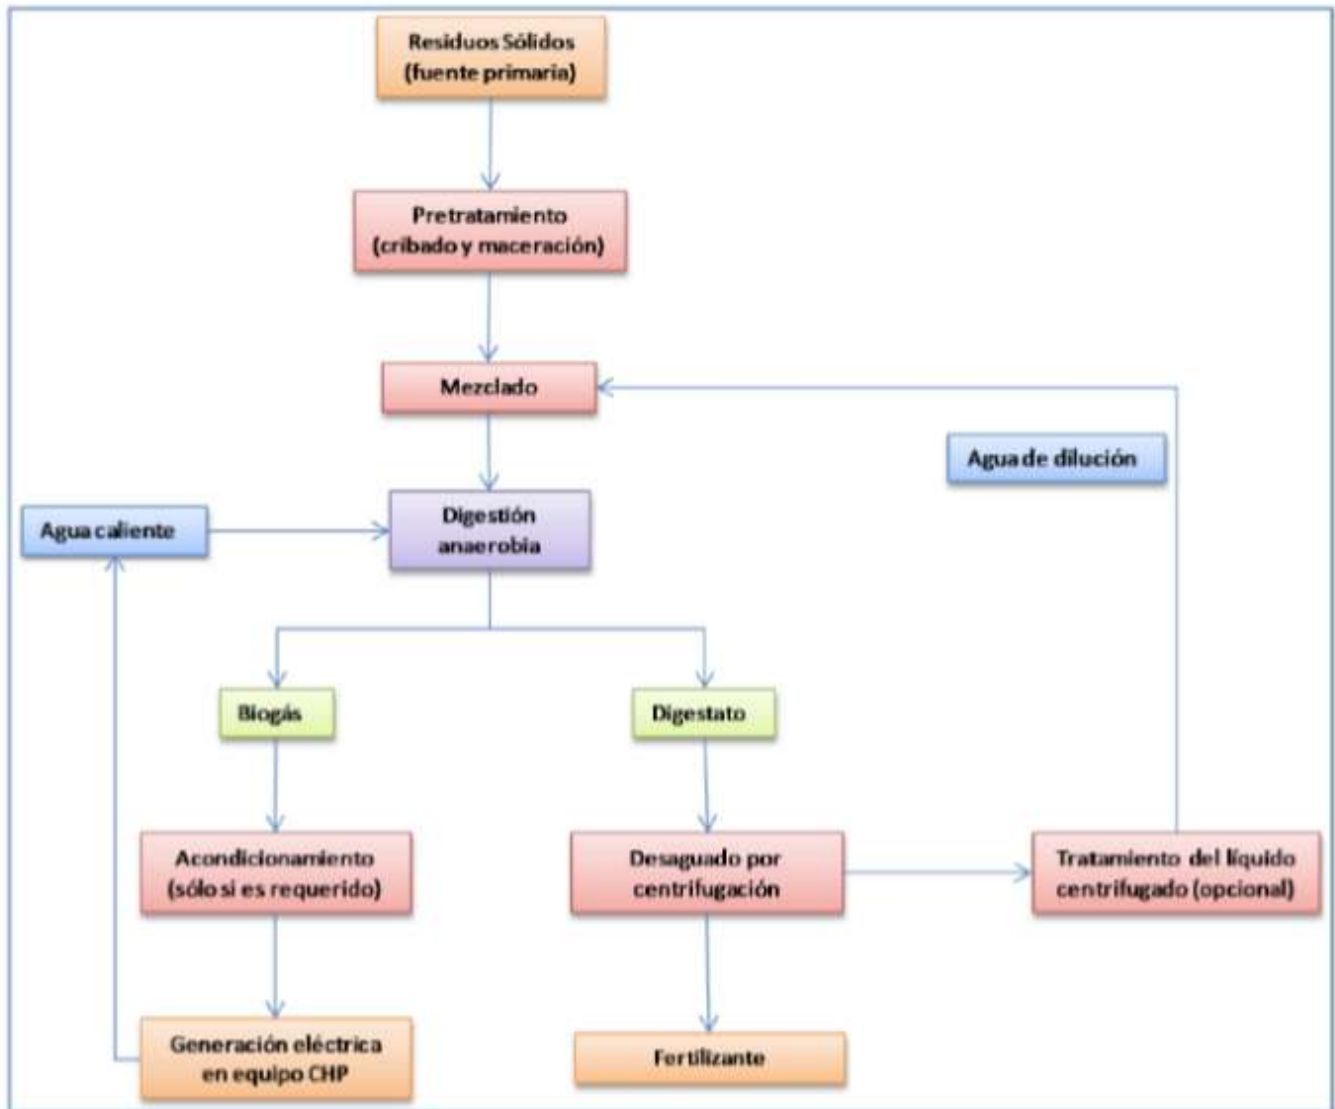 Residuos Sólidos
(fuente primaria)
Pretratamiento
(cribado y maceración)
Mezclado
Agua de dilución
Digestión
anaerobia
Agua caliente
Biogás
Digestato
Acondicionamiento
(sólo si es requerido)
Desaguado por
centrifugación
Tratamiento del líquido
centrifugado (opcional)
Generación eléctrica
en equipo CHP
Fertilizante